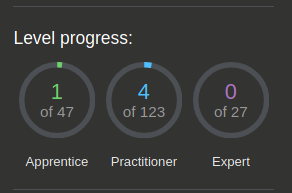 Level progress:
1 4 0
of 47 of 123 of 27
Apprentice Practitioner Expert